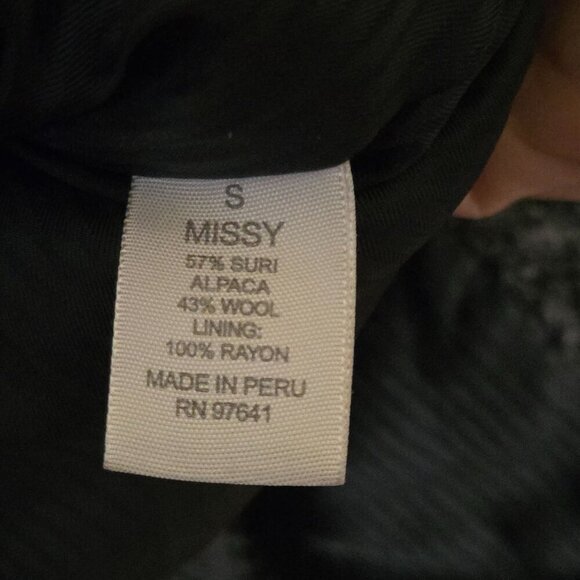 S
MISSY
57% SURI
ALPACA
43% WOOL
LINING:
100% RAYON
MADE IN PERU
RN 97641